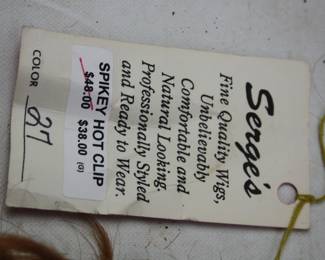 Serge's
Fine Quality Wigs,
Unbelievably
Comfortable and
Natural Looking.
Professionally Styled
and Ready to Wear.
SPIKEY HOT CLIP
$48.00 $38.00 (G)
COLOR 27